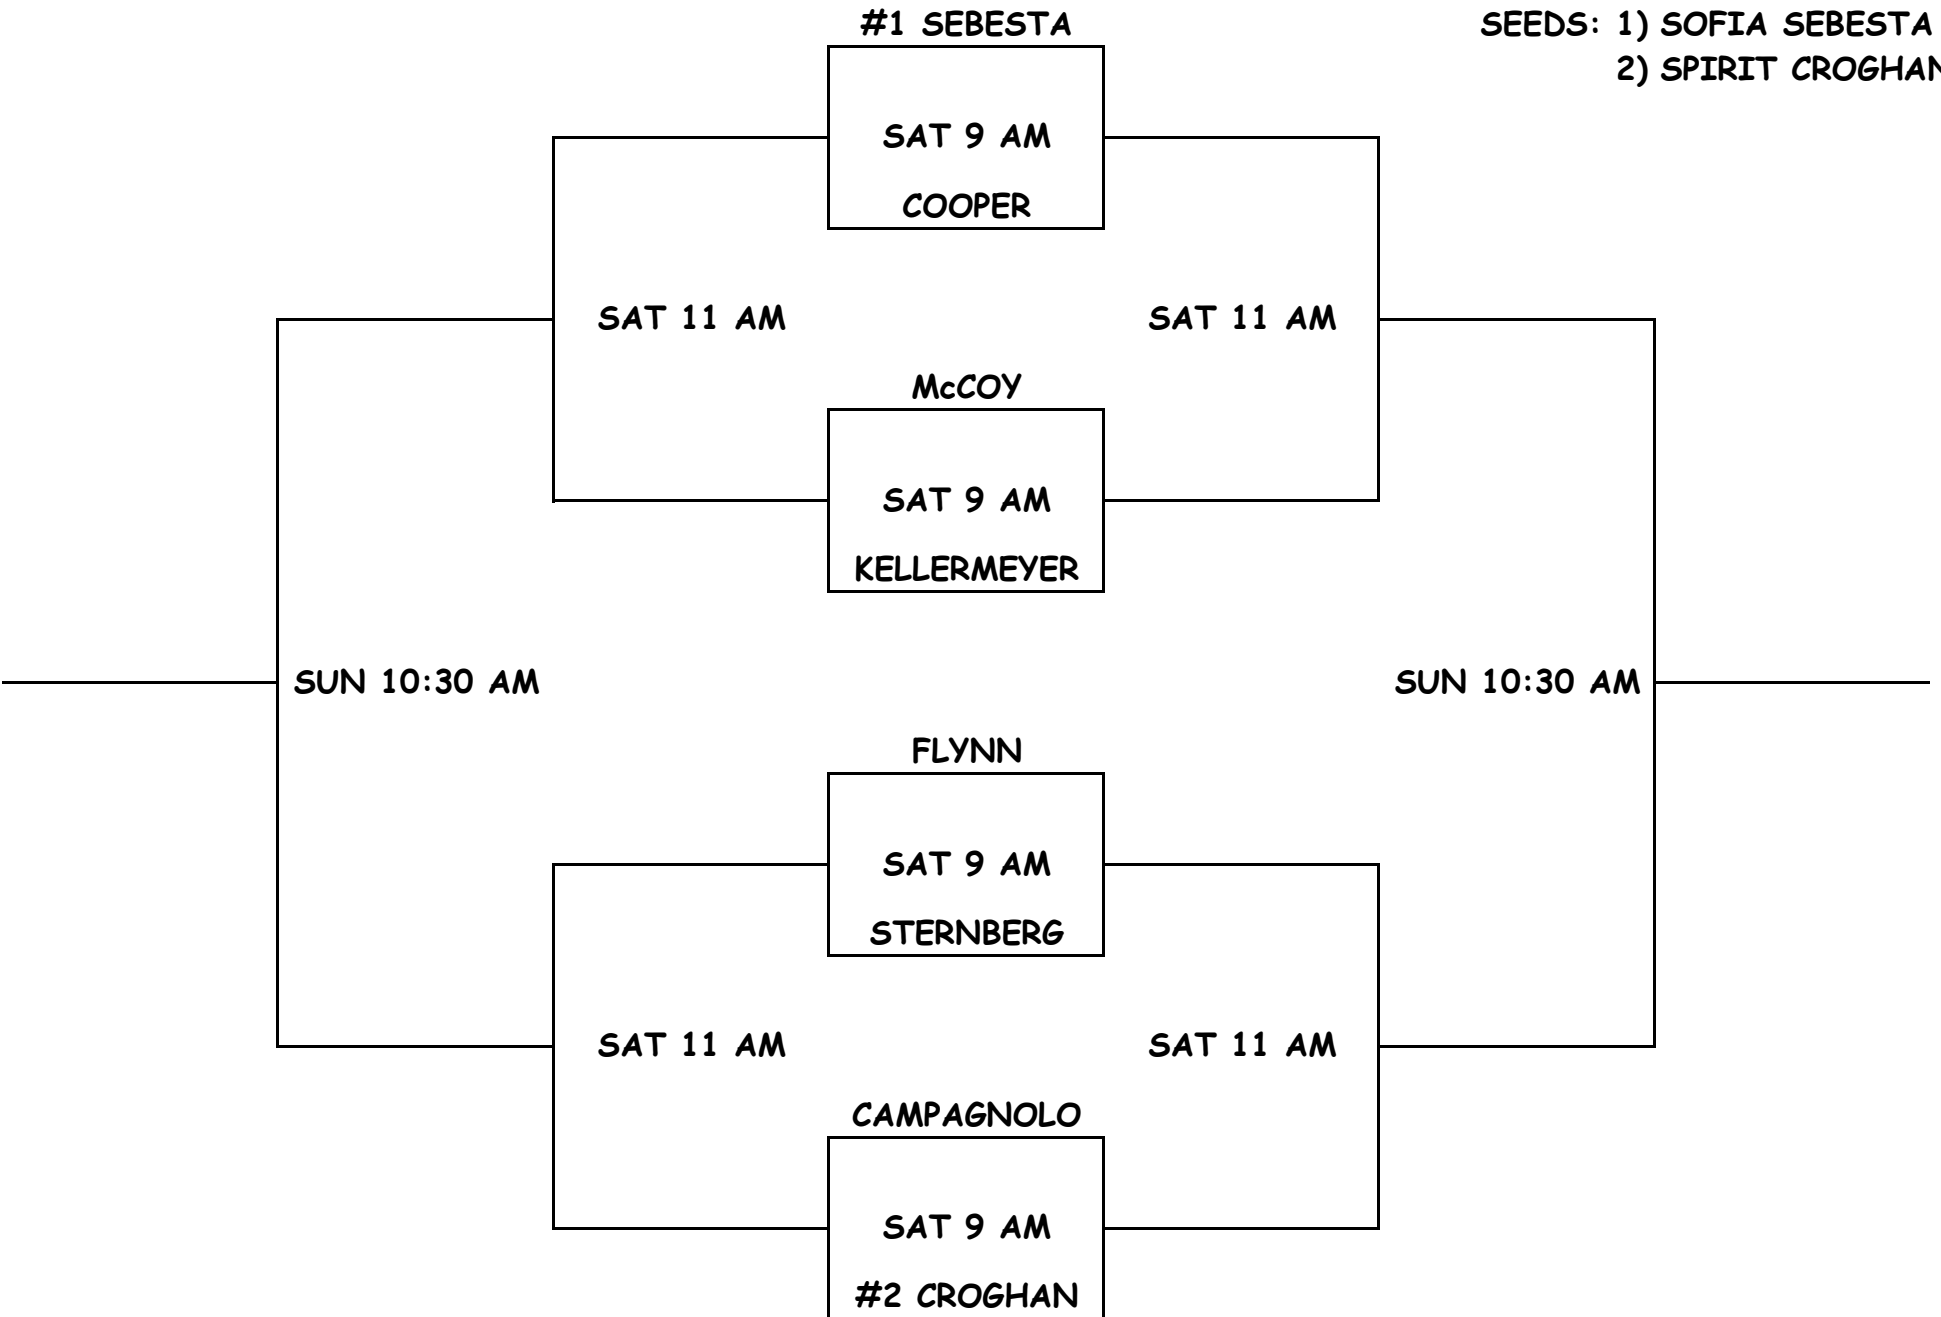 #1 SEBESTA
SEEDS: 1) SOFIA SEBESTA
2) SPIRIT CROGHAN
SAT 9 AM
COOPER
SAT 11 AM
SAT 11 AM
McCOY
SAT 9 AM
KELLERMEYER
SUN 10:30 AM
SUN 10:30 AM
FLYNN
SAT 9 AM
STERNBERG
SAT 11 AM
SAT 11 AM
CAMPAGNOLO
SAT 9 AM
#2 CROGHAN